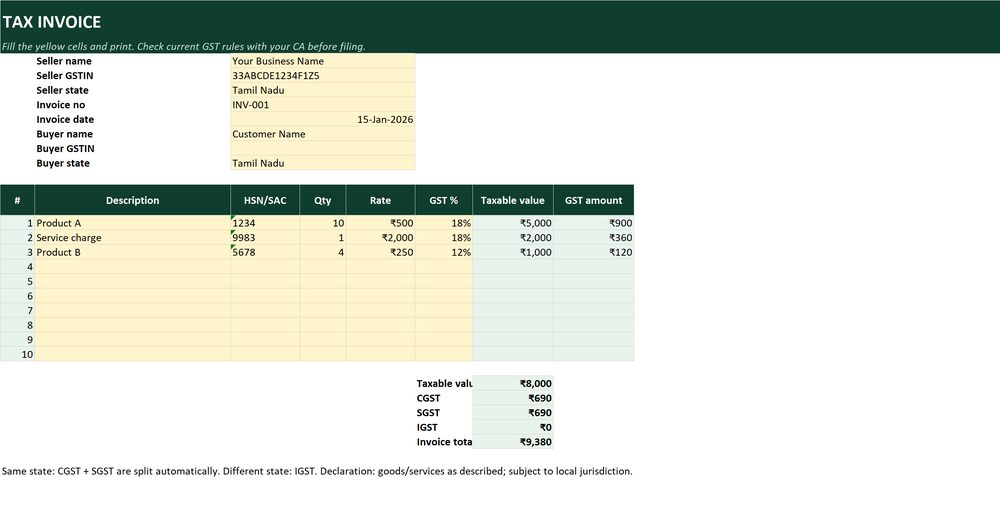 TAX INVOICE
Fill the yellow cells and print. Check current GST rules with your CA before filing.
Seller name Your Business Name
Seller GSTIN 33ABCDE1234F1Z5
Seller state Tamil Nadu
Invoice no INV-001
Invoice date 15-Jan-2026
Buyer name Customer Name
Buyer GSTIN
Buyer state Tamil Nadu
# Description HSN/SAC Qty Rate GST % Taxable value GST amount
1 Product A 1234 10 ₹500 18% ₹5,000 ₹900
2 Service charge 9983 1 ₹2,000 18% ₹2,000 ₹360
3 Product B 5678 4 ₹250 12% ₹1,000 ₹120
4
5
6
7
8
9
10
Taxable valu ₹8,000
CGST ₹690
SGST ₹690
IGST ₹0
Invoice tota ₹9,380
Same state: CGST + SGST are split automatically. Different state: IGST. Declaration: goods/services as described; subject to local jurisdiction.